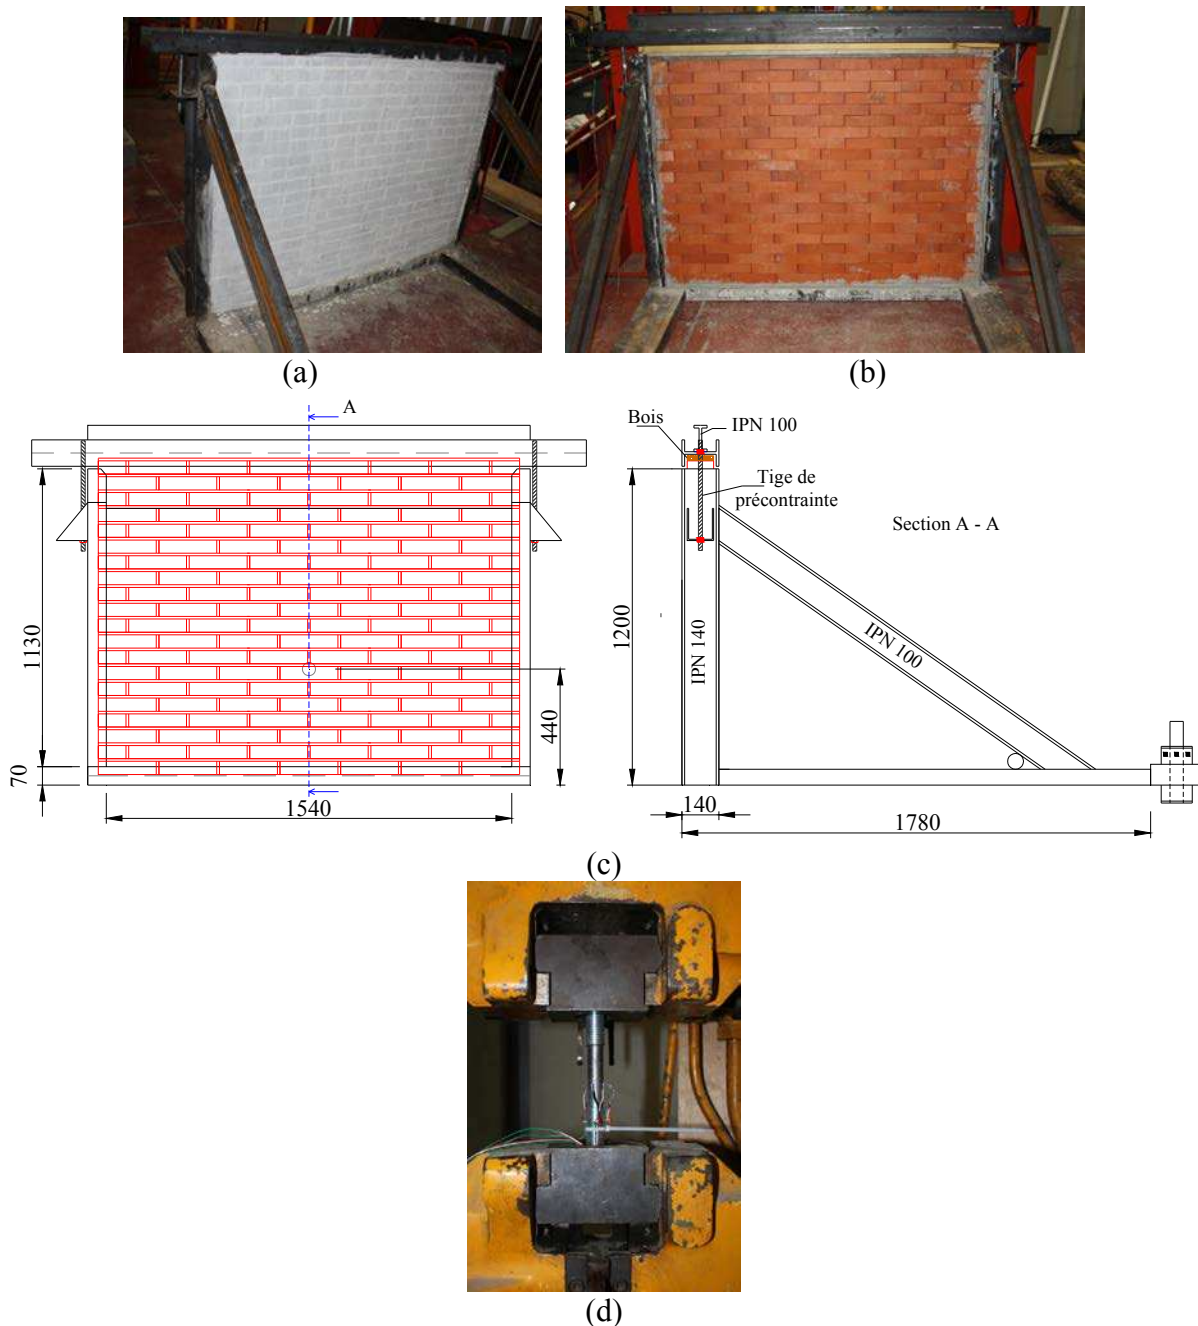 (a)
(b)
A
Bois
IPN 100
Tige de
précontrainte
Section A - A
1130
70
440
1540
1200
IPN 140
IPN 100
140
1780
(c)
(d)